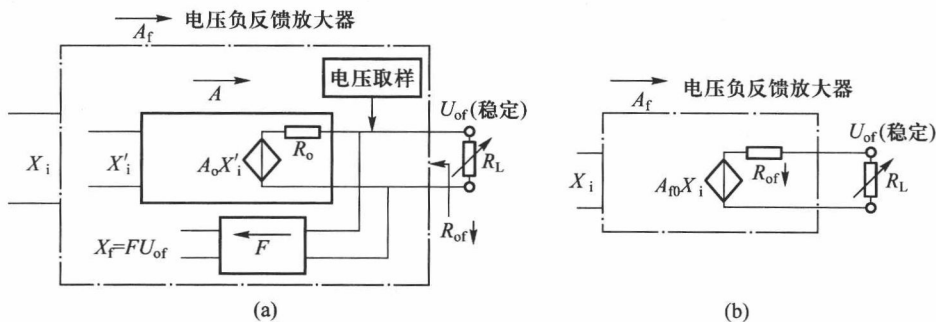 电压负反馈放大器
A_f
电压取样
A
U_of(稳定)
R_o
X_i
X'_i
A_oX'_i
R_L
X_f=FU_of
F
R_of
(a)
电压负反馈放大器
A_f
U_of(稳定)
X_i
A_f0X_i
R_of
R_L
(b)